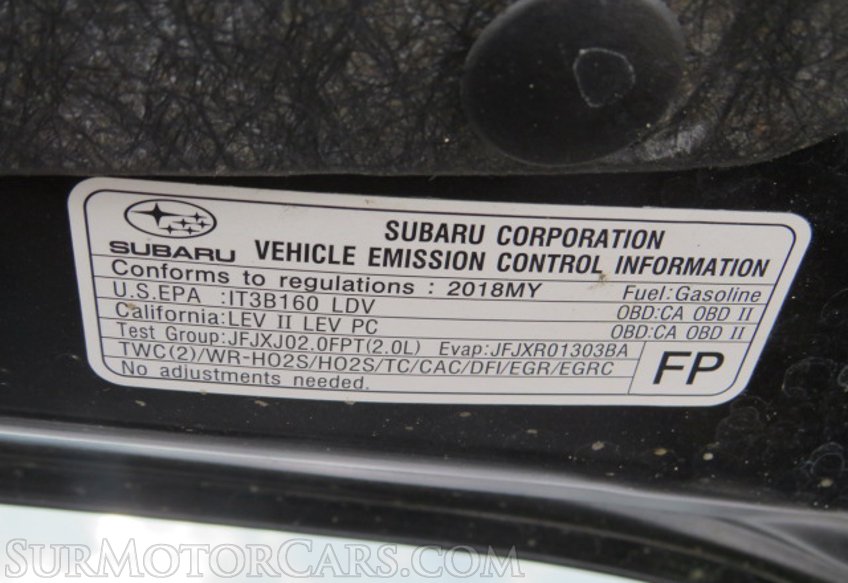 SUBARU
SUBARU CORPORATION
VEHICLE EMISSION CONTROL INFORMATION
Conforms to regulations : 2018MY Fuel:Gasoline
U.S.EPA :IT3B160 LDV OBD:CA OBD II
California:LEV II LEV PC OBD:CA OBD II
Test Group:JFJXJ02.0FPT(2.0L) Evap:JFJXR01303BA
TWC(2)/WR-HO2S/HO2S/TC/CAC/DFI/EGR/EGRC
No adjustments needed.
FP
SurMotorCars.com